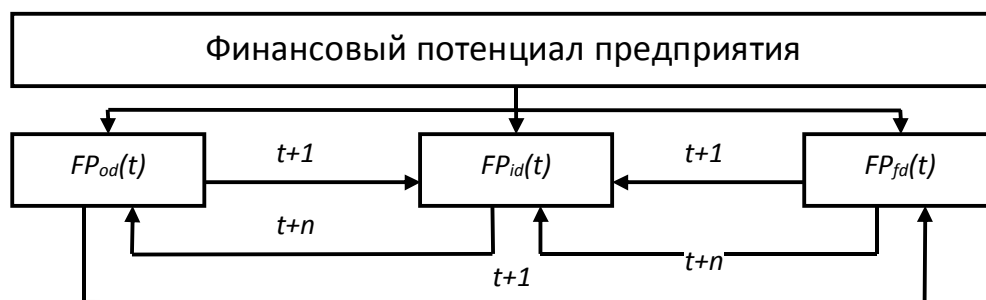 Финансовый потенциал предприятия
FPod(t)
t+1
FPid(t)
t+1
FPfd(t)
t+n
t+n
t+1